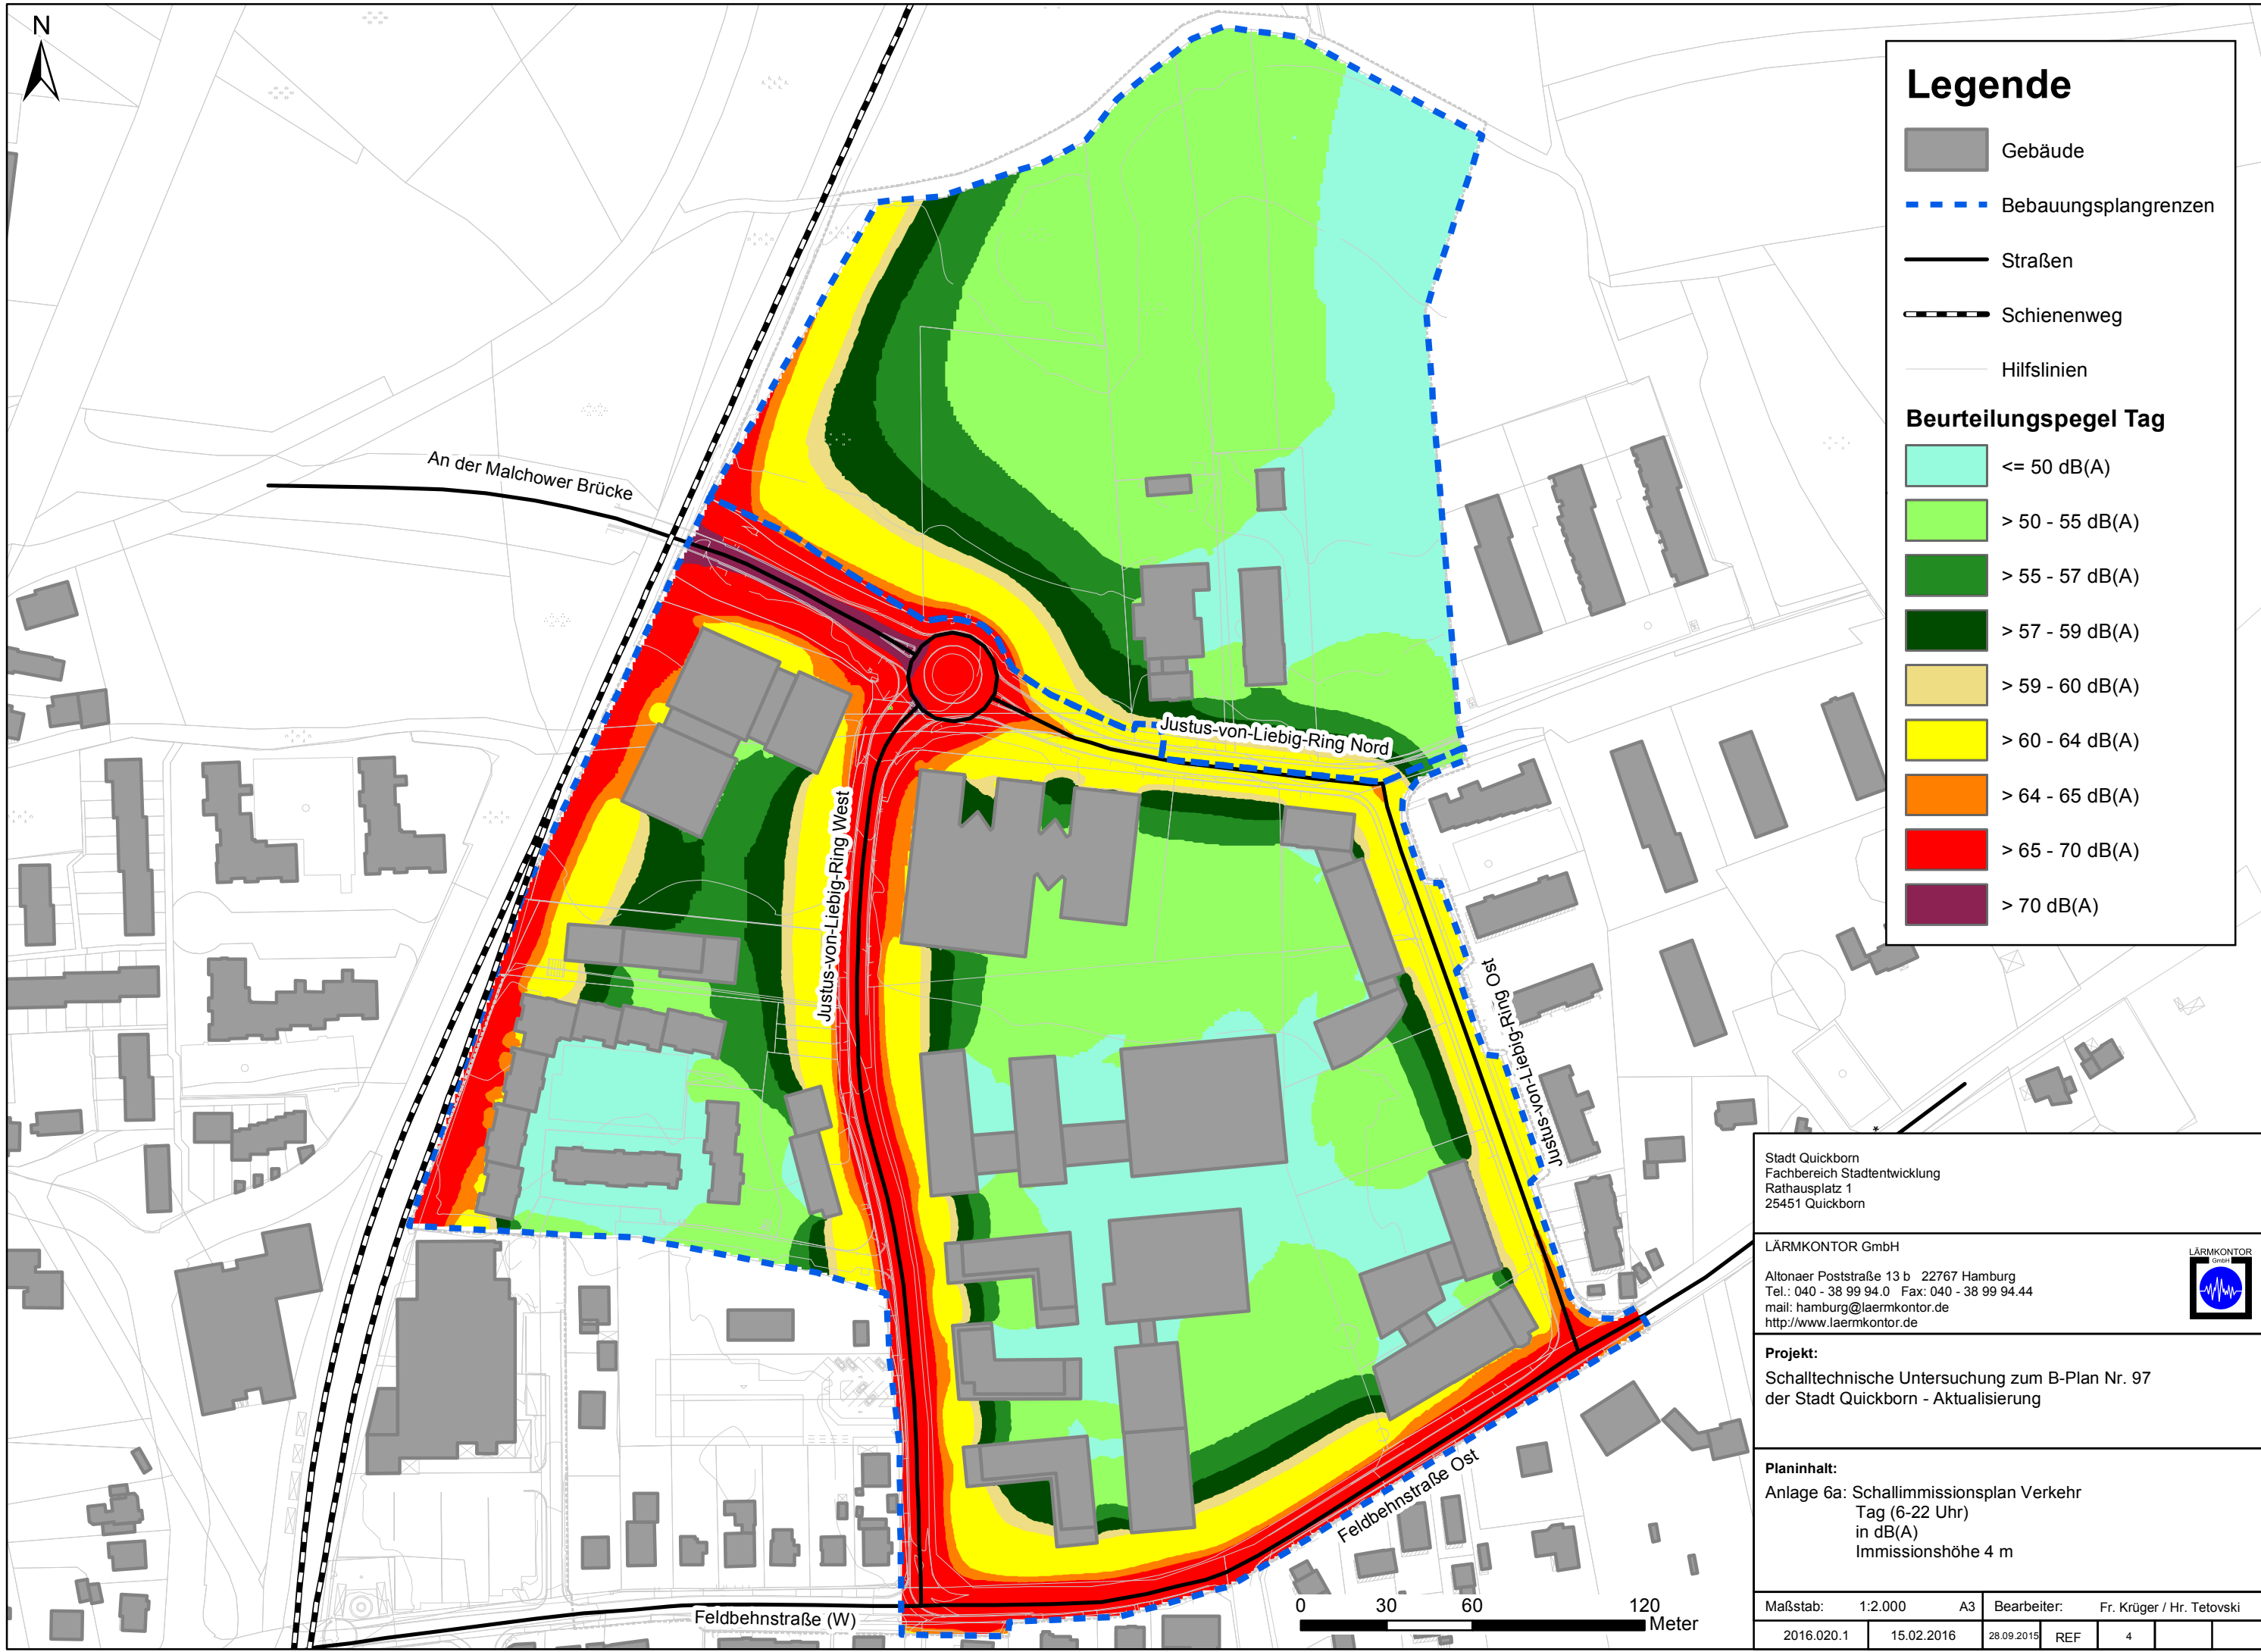 N
An der Malchower Brücke
Justus-von-Liebig-Ring Nord
Justus-von-Liebig-Ring West
Justus-von-Liebig-Ring Ost
Feldbehnstraße Ost
Feldbehnstraße (W)
0 30 60 120
Meter
Legende
Gebäude
Bebauungsplangrenzen
Straßen
Schienenweg
Hilfslinien
Beurteilungspegel Tag
<= 50 dB(A)
> 50 - 55 dB(A)
> 55 - 57 dB(A)
> 57 - 59 dB(A)
> 59 - 60 dB(A)
> 60 - 64 dB(A)
> 64 - 65 dB(A)
> 65 - 70 dB(A)
> 70 dB(A)
Stadt Quickborn
Fachbereich Stadtentwicklung
Rathausplatz 1
25451 Quickborn
LÄRMKONTOR GmbH
Altonaer Poststraße 13 b 22767 Hamburg
Tel.: 040 - 38 99 94.0 Fax: 040 - 38 99 94.44
mail: hamburg@laermkontor.de
http://www.laermkontor.de
LÄRMKONTOR
GmbH
Projekt:
Schalltechnische Untersuchung zum B-Plan Nr. 97
der Stadt Quickborn - Aktualisierung
Planinhalt:
Anlage 6a: Schallimmissionsplan Verkehr
Tag (6-22 Uhr)
in dB(A)
Immissionshöhe 4 m
Maßstab: 1:2.000 A3 Bearbeiter: Fr. Krüger / Hr. Tetovski
2016.020.1 15.02.2016 28.09.2015 REF 4